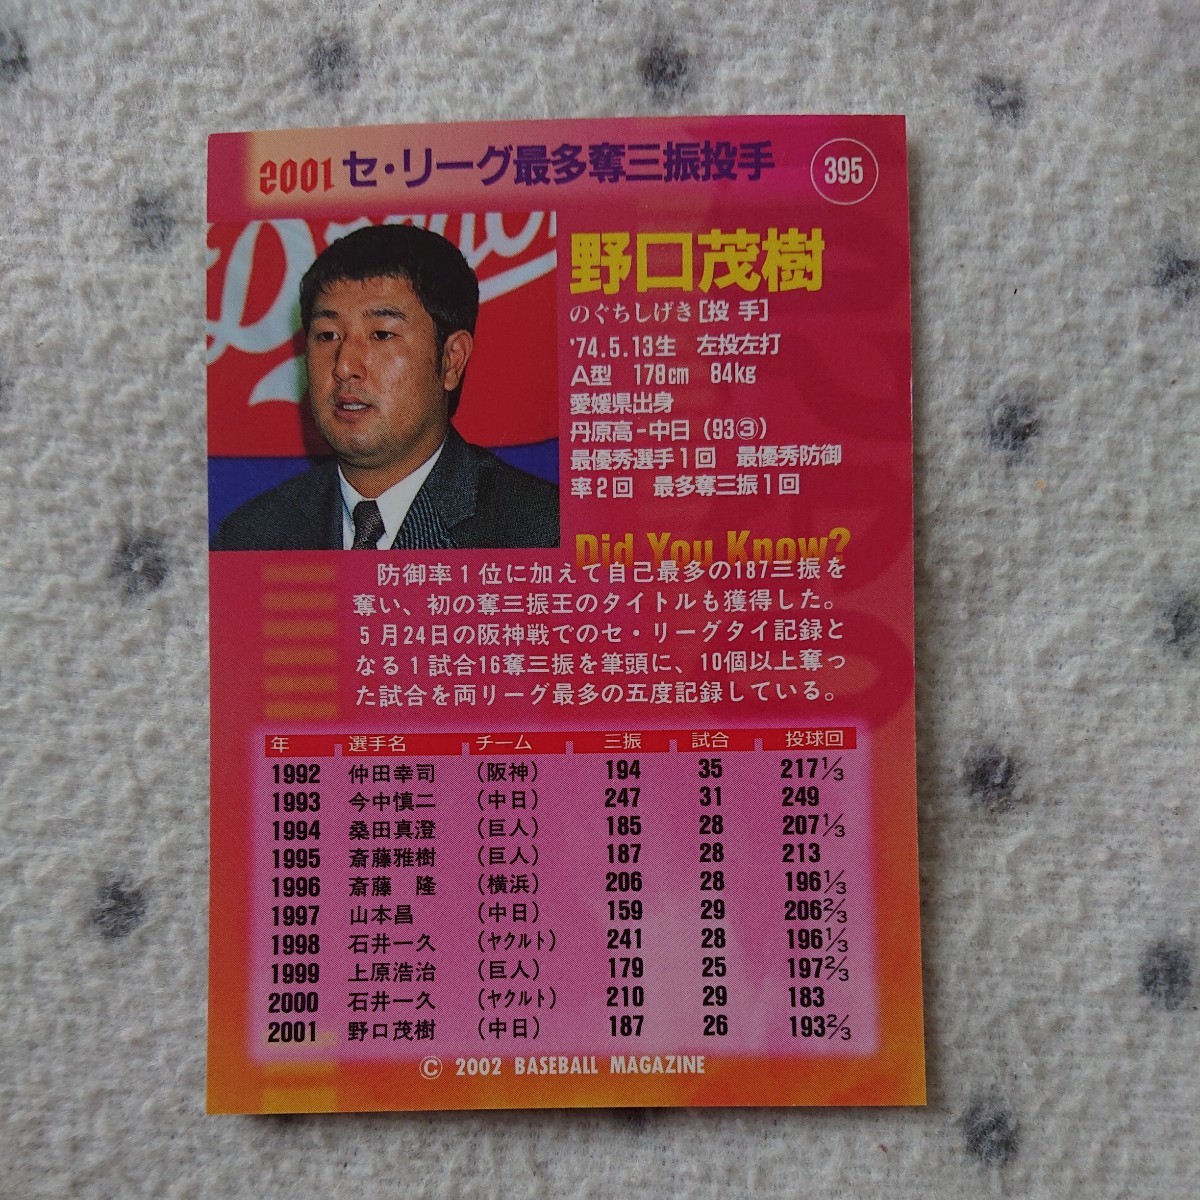 2001 セ・リーグ最多奪三振投手
395
野口茂樹
のぐちしげき[投 手]
'74.5.13生 左投左打
A型 178cm 84kg
愛媛県出身
丹原高-中日(93③)
最優秀選手1回 最優秀防御
率2回 最多奪三振1回
Did You Know?
防御率1位に加えて自己最多の187三振を
奪い、初の奪三振王のタイトルも獲得した。
5月24日の阪神戦でのセ・リーグタイ記録と
なる1試合16奪三振を筆頭に、10個以上奪っ
た試合を両リーグ最多の五度記録している。
年 選手名 チーム 三振 試合 投球回
1992 仲田幸司 (阪神) 194 35 217 1/3
1993 今中慎二 (中日) 247 31 249
1994 桑田真澄 (巨人) 185 28 207 1/3
1995 斎藤雅樹 (巨人) 187 28 213
1996 斎藤 隆 (横浜) 206 28 196 1/3
1997 山本昌 (中日) 159 29 206 2/3
1998 石井一久 (ヤクルト) 241 28 196 1/3
1999 上原浩治 (巨人) 179 25 197 2/3
2000 石井一久 (ヤクルト) 210 29 183
2001 野口茂樹 (中日) 187 26 193 2/3
© 2002 BASEBALL MAGAZINE